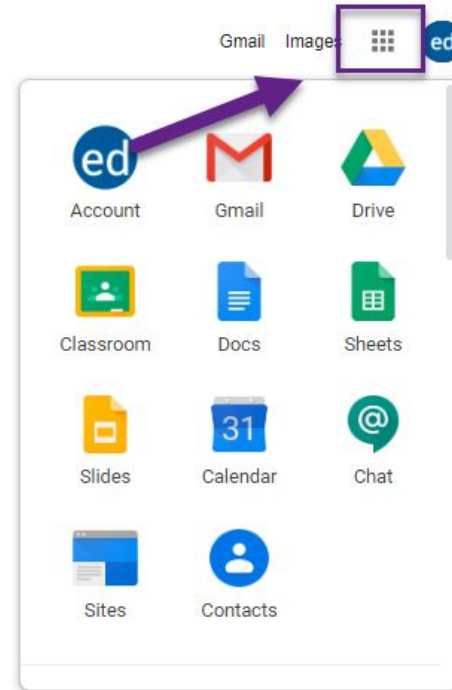 Gmail Images ed
ed
Account Gmail Drive
Classroom Docs Sheets
31 @
Slides Calendar Chat
Sites Contacts